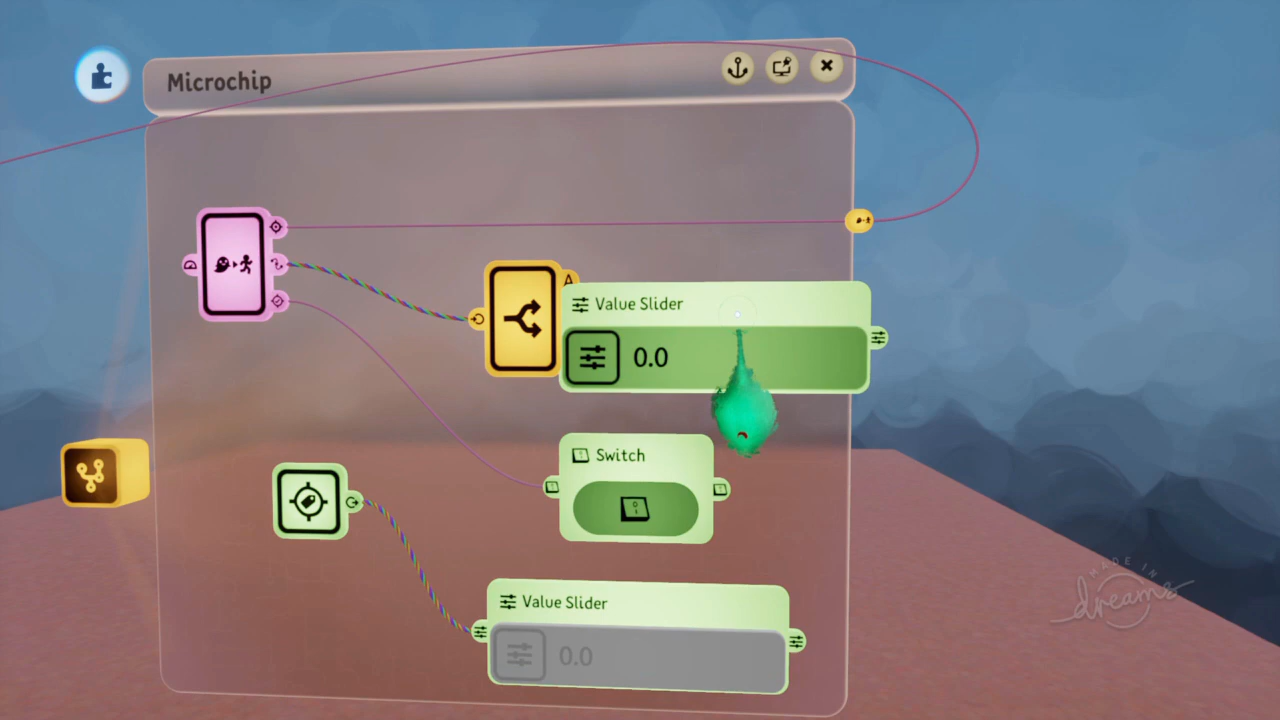 Microchip
A
Value Slider
0.0
Switch
Value Slider
0.0
MADE IN
dreams